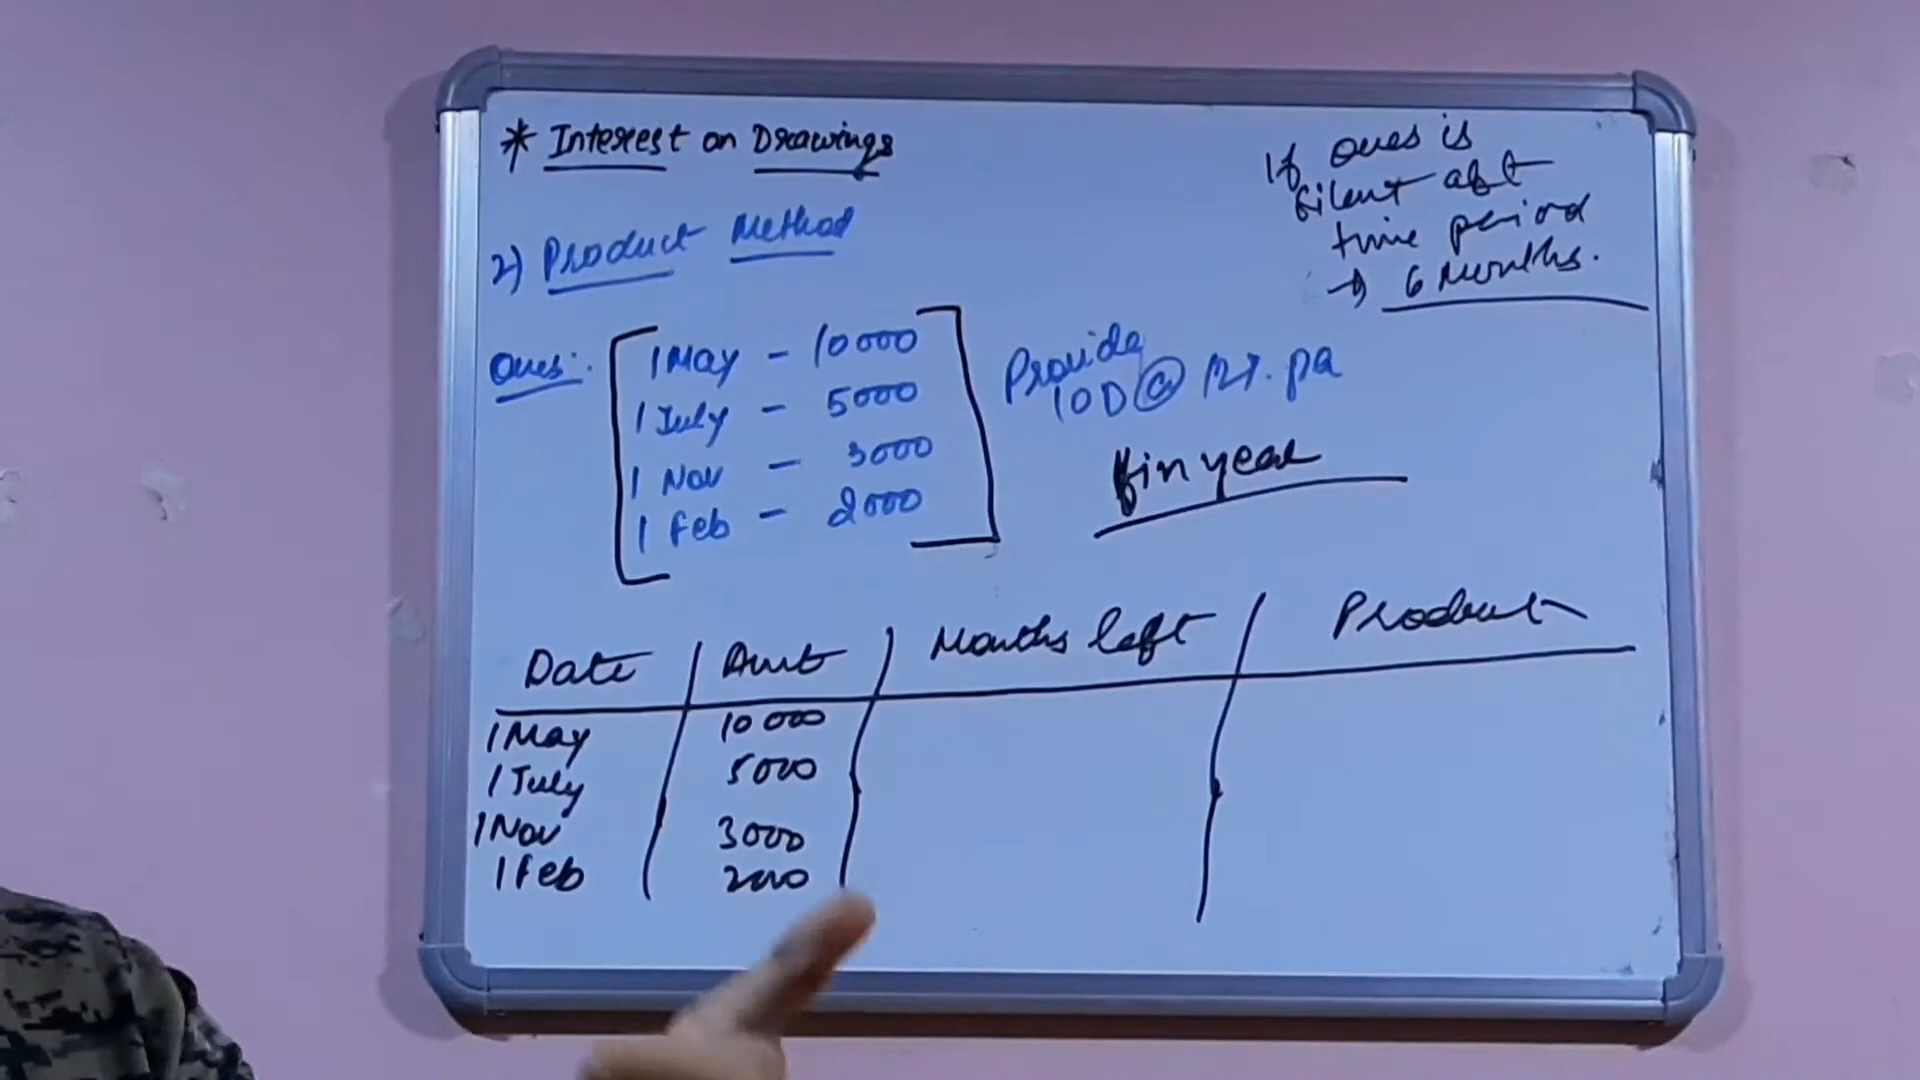 * Interest on Drawings
If Ques is
silent abt
time period
→ 6 Months.
2) Product Method
Ques:
1 May - 10000
1 July - 5000
1 Nov - 3000
1 Feb - 2000
Provide
IOD @ 12%. pa
fin year
Date Amt Months left Product
1 May 10000
1 July 5000
1 Nov 3000
1 Feb 2000